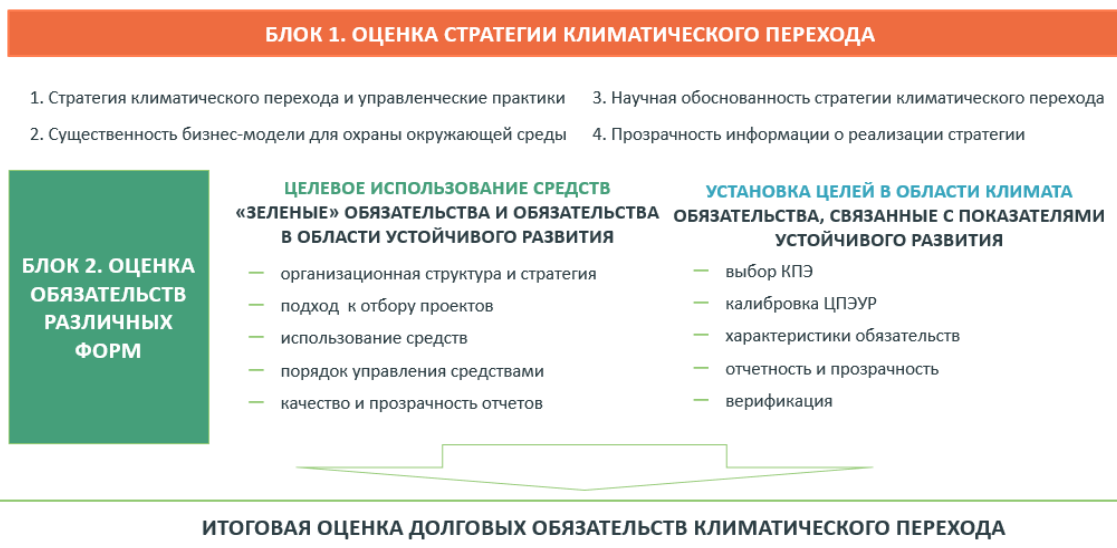 БЛОК 1. ОЦЕНКА СТРАТЕГИИ КЛИМАТИЧЕСКОГО ПЕРЕХОДА
1. Стратегия климатического перехода и управленческие практики
2. Существенность бизнес-модели для охраны окружающей среды
3. Научная обоснованность стратегии климатического перехода
4. Прозрачность информации о реализации стратегии
БЛОК 2. ОЦЕНКА
ОБЯЗАТЕЛЬСТВ
РАЗЛИЧНЫХ
ФОРМ
ЦЕЛЕВОЕ ИСПОЛЬЗОВАНИЕ СРЕДСТВ
«ЗЕЛЕНЫЕ» ОБЯЗАТЕЛЬСТВА И ОБЯЗАТЕЛЬСТВА
В ОБЛАСТИ УСТОЙЧИВОГО РАЗВИТИЯ
— организационная структура и стратегия
— подход к отбору проектов
— использование средств
— порядок управления средствами
— качество и прозрачность отчетов
УСТАНОВКА ЦЕЛЕЙ В ОБЛАСТИ КЛИМАТА
ОБЯЗАТЕЛЬСТВА, СВЯЗАННЫЕ С ПОКАЗАТЕЛЯМИ
УСТОЙЧИВОГО РАЗВИТИЯ
— выбор КПЭ
— калибровка ЦПЭУР
— характеристики обязательств
— отчетность и прозрачность
— верификация
ИТОГОВАЯ ОЦЕНКА ДОЛГОВЫХ ОБЯЗАТЕЛЬСТВ КЛИМАТИЧЕСКОГО ПЕРЕХОДА